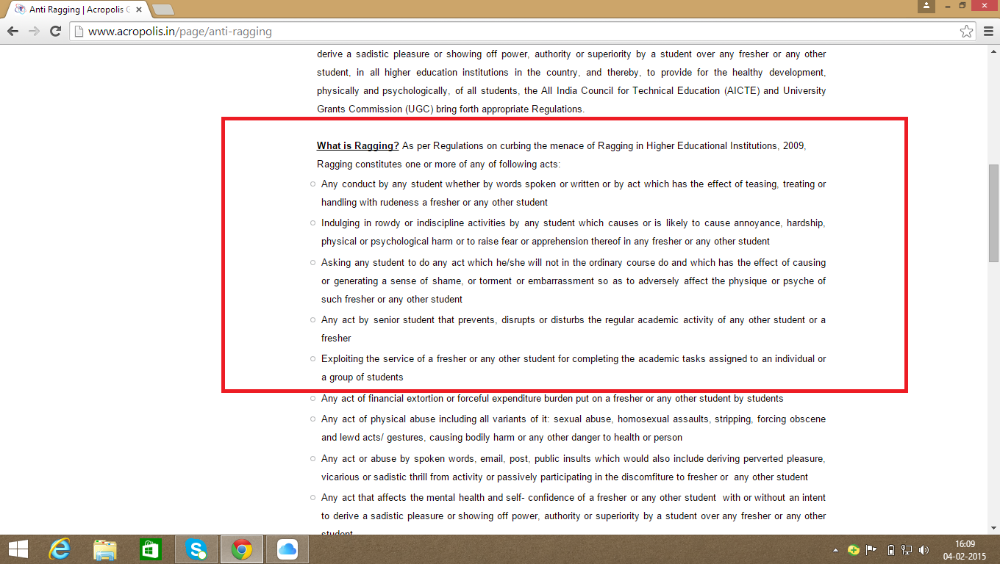 Anti Ragging | Acropolis G
www.acropolis.in/page/anti-ragging
derive a sadistic pleasure or showing off power, authority or superiority by a student over any fresher or any other
student, in all higher education institutions in the country, and thereby, to provide for the healthy development,
physically and psychologically, of all students, the All India Council for Technical Education (AICTE) and University
Grants Commission (UGC) bring forth appropriate Regulations.
What is Ragging? As per Regulations on curbing the menace of Ragging in Higher Educational Institutions, 2009,
Ragging constitutes one or more of any of following acts:
Any conduct by any student whether by words spoken or written or by act which has the effect of teasing, treating or
handling with rudeness a fresher or any other student
Indulging in rowdy or indiscipline activities by any student which causes or is likely to cause annoyance, hardship,
physical or psychological harm or to raise fear or apprehension thereof in any fresher or any other student
Asking any student to do any act which he/she will not in the ordinary course do and which has the effect of causing
or generating a sense of shame, or torment or embarrassment so as to adversely affect the physique or psyche of
such fresher or any other student
Any act by senior student that prevents, disrupts or disturbs the regular academic activity of any other student or a
fresher
Exploiting the service of a fresher or any other student for completing the academic tasks assigned to an individual or
a group of students
Any act of financial extortion or forceful expenditure burden put on a fresher or any other student by students
Any act of physical abuse including all variants of it: sexual abuse, homosexual assaults, stripping, forcing obscene
and lewd acts/ gestures, causing bodily harm or any other danger to health or person
Any act or abuse by spoken words, email, post, public insults which would also include deriving perverted pleasure,
vicarious or sadistic thrill from activity or passively participating in the discomfiture to fresher or any other student
Any act that affects the mental health and self- confidence of a fresher or any other student with or without an intent
to derive a sadistic pleasure or showing off power, authority or superiority by a student over any fresher or any other
student
16:09
04-02-2015